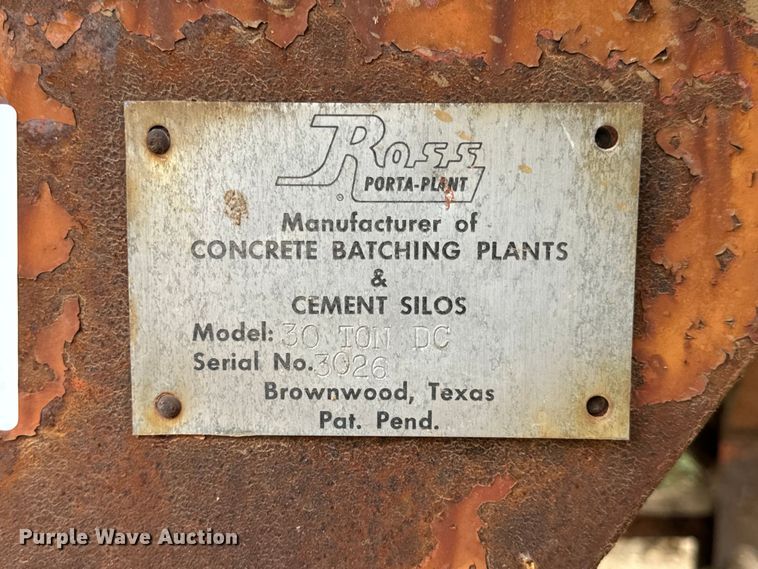 Ross
PORTA-PLANT
®
Manufacturer of
CONCRETE BATCHING PLANTS
&
CEMENT SILOS
Model: 30 TON DC
Serial No. 3026
Brownwood, Texas
Pat. Pend.
Purple Wave Auction